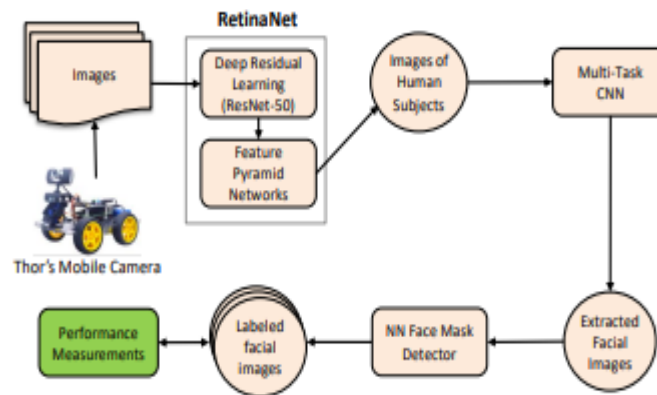 RetinaNet
Images
Deep Residual
Learning
(ResNet-50)
Feature
Pyramid
Networks
Images of
Human
Subjects
Multi-Task
CNN
Thor's Mobile Camera
Performance
Measurements
Labeled
facial
images
NN Face Mask
Detector
Extracted
Facial
Images